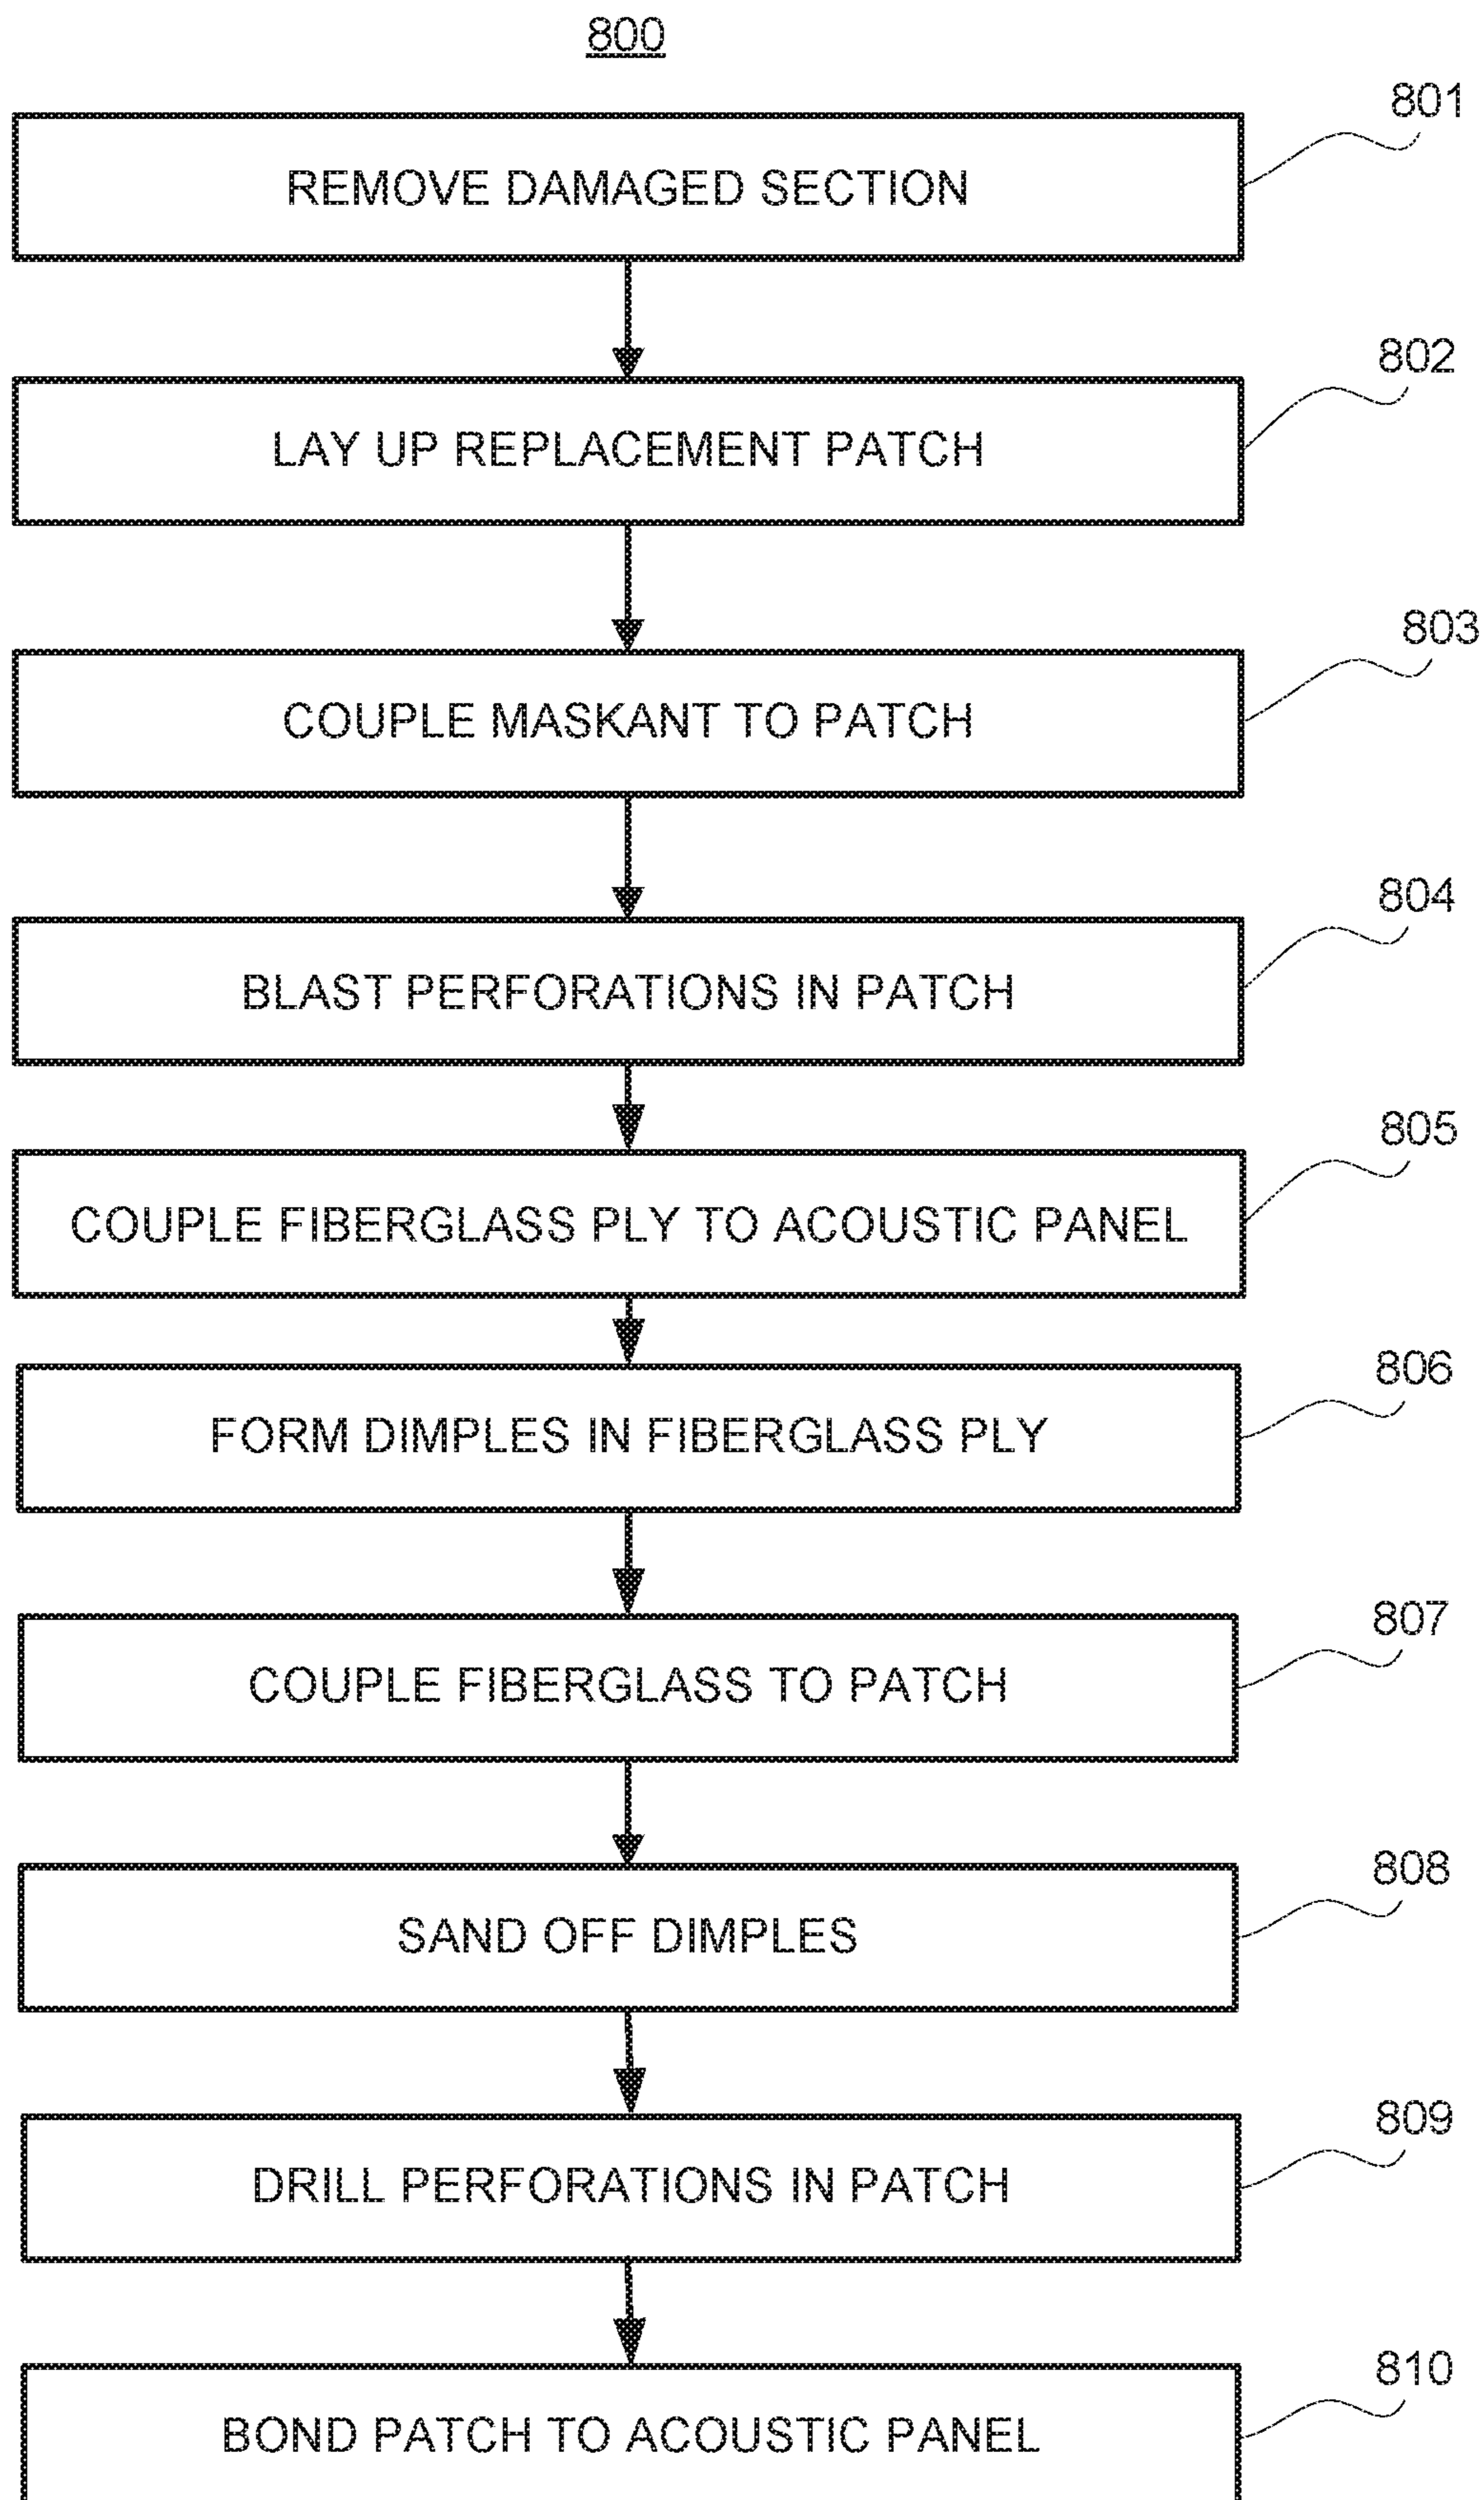 800
801
REMOVE DAMAGED SECTION
802
LAY UP REPLACEMENT PATCH
803
COUPLE MASKANT TO PATCH
804
BLAST PERFORATIONS IN PATCH
805
COUPLE FIBERGLASS PLY TO ACOUSTIC PANEL
806
FORM DIMPLES IN FIBERGLASS PLY
807
COUPLE FIBERGLASS TO PATCH
808
SAND OFF DIMPLES
809
DRILL PERFORATIONS IN PATCH
810
BOND PATCH TO ACOUSTIC PANEL